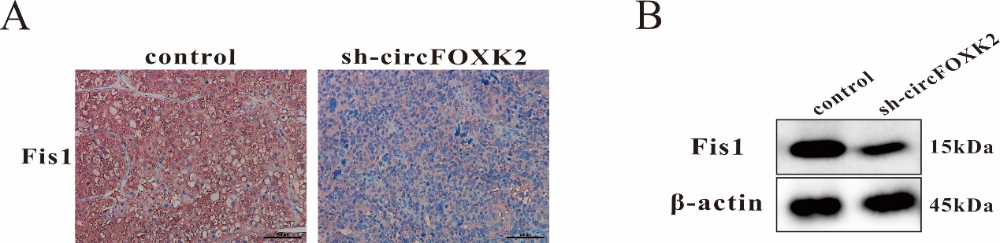 A
control
sh-circFOXK2
Fis1
B
control
sh-circFOXK2
Fis1
15kDa
β-actin
45kDa